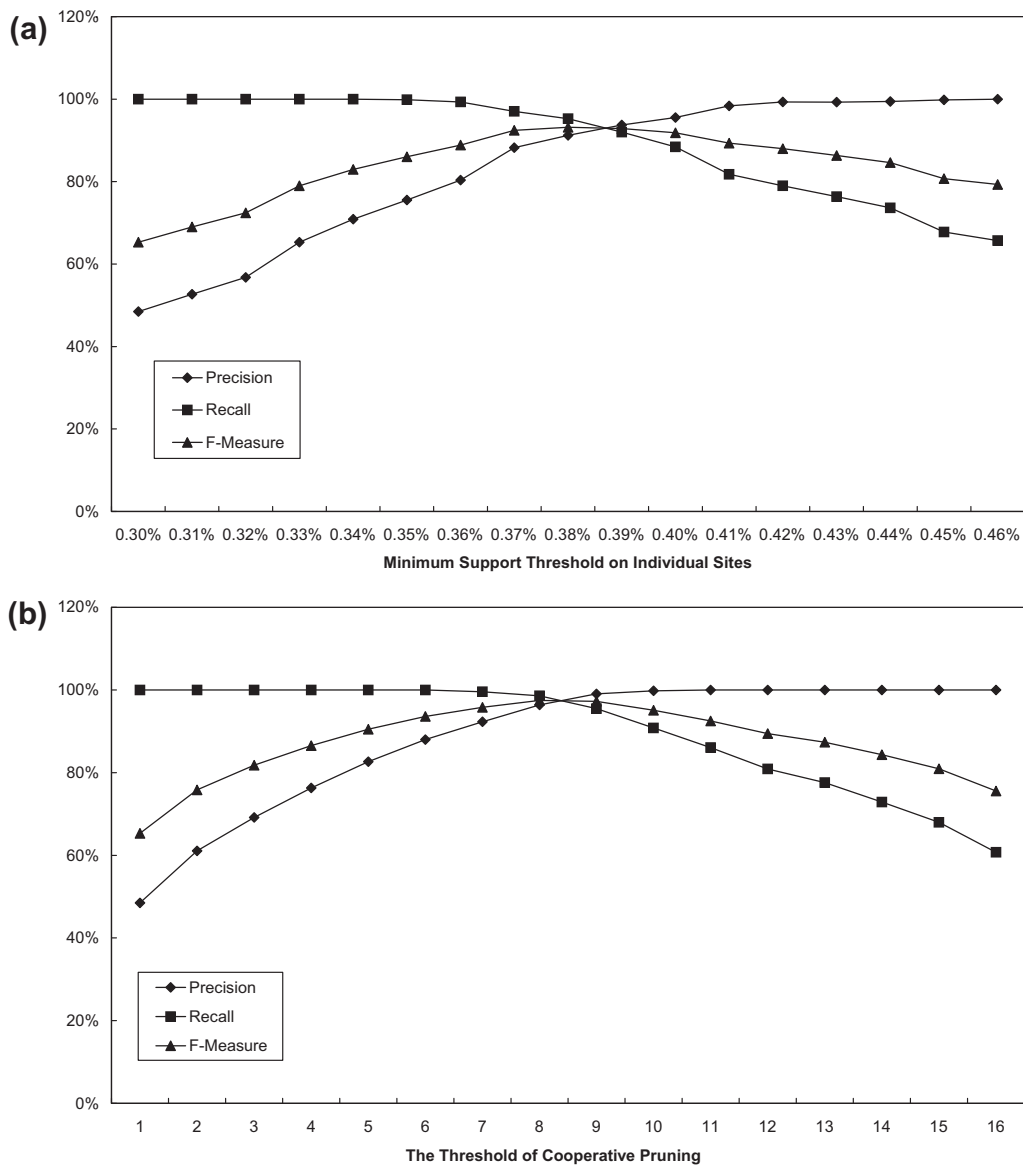 (a)
120%
100%
80%
60%
40%
20%
0%
Precision
Recall
F-Measure
0.30% 0.31% 0.32% 0.33% 0.34% 0.35% 0.36% 0.37% 0.38% 0.39% 0.40% 0.41% 0.42% 0.43% 0.44% 0.45% 0.46%
Minimum Support Threshold on Individual Sites
(b)
120%
100%
80%
60%
40%
20%
0%
Precision
Recall
F-Measure
1 2 3 4 5 6 7 8 9 10 11 12 13 14 15 16
The Threshold of Cooperative Pruning